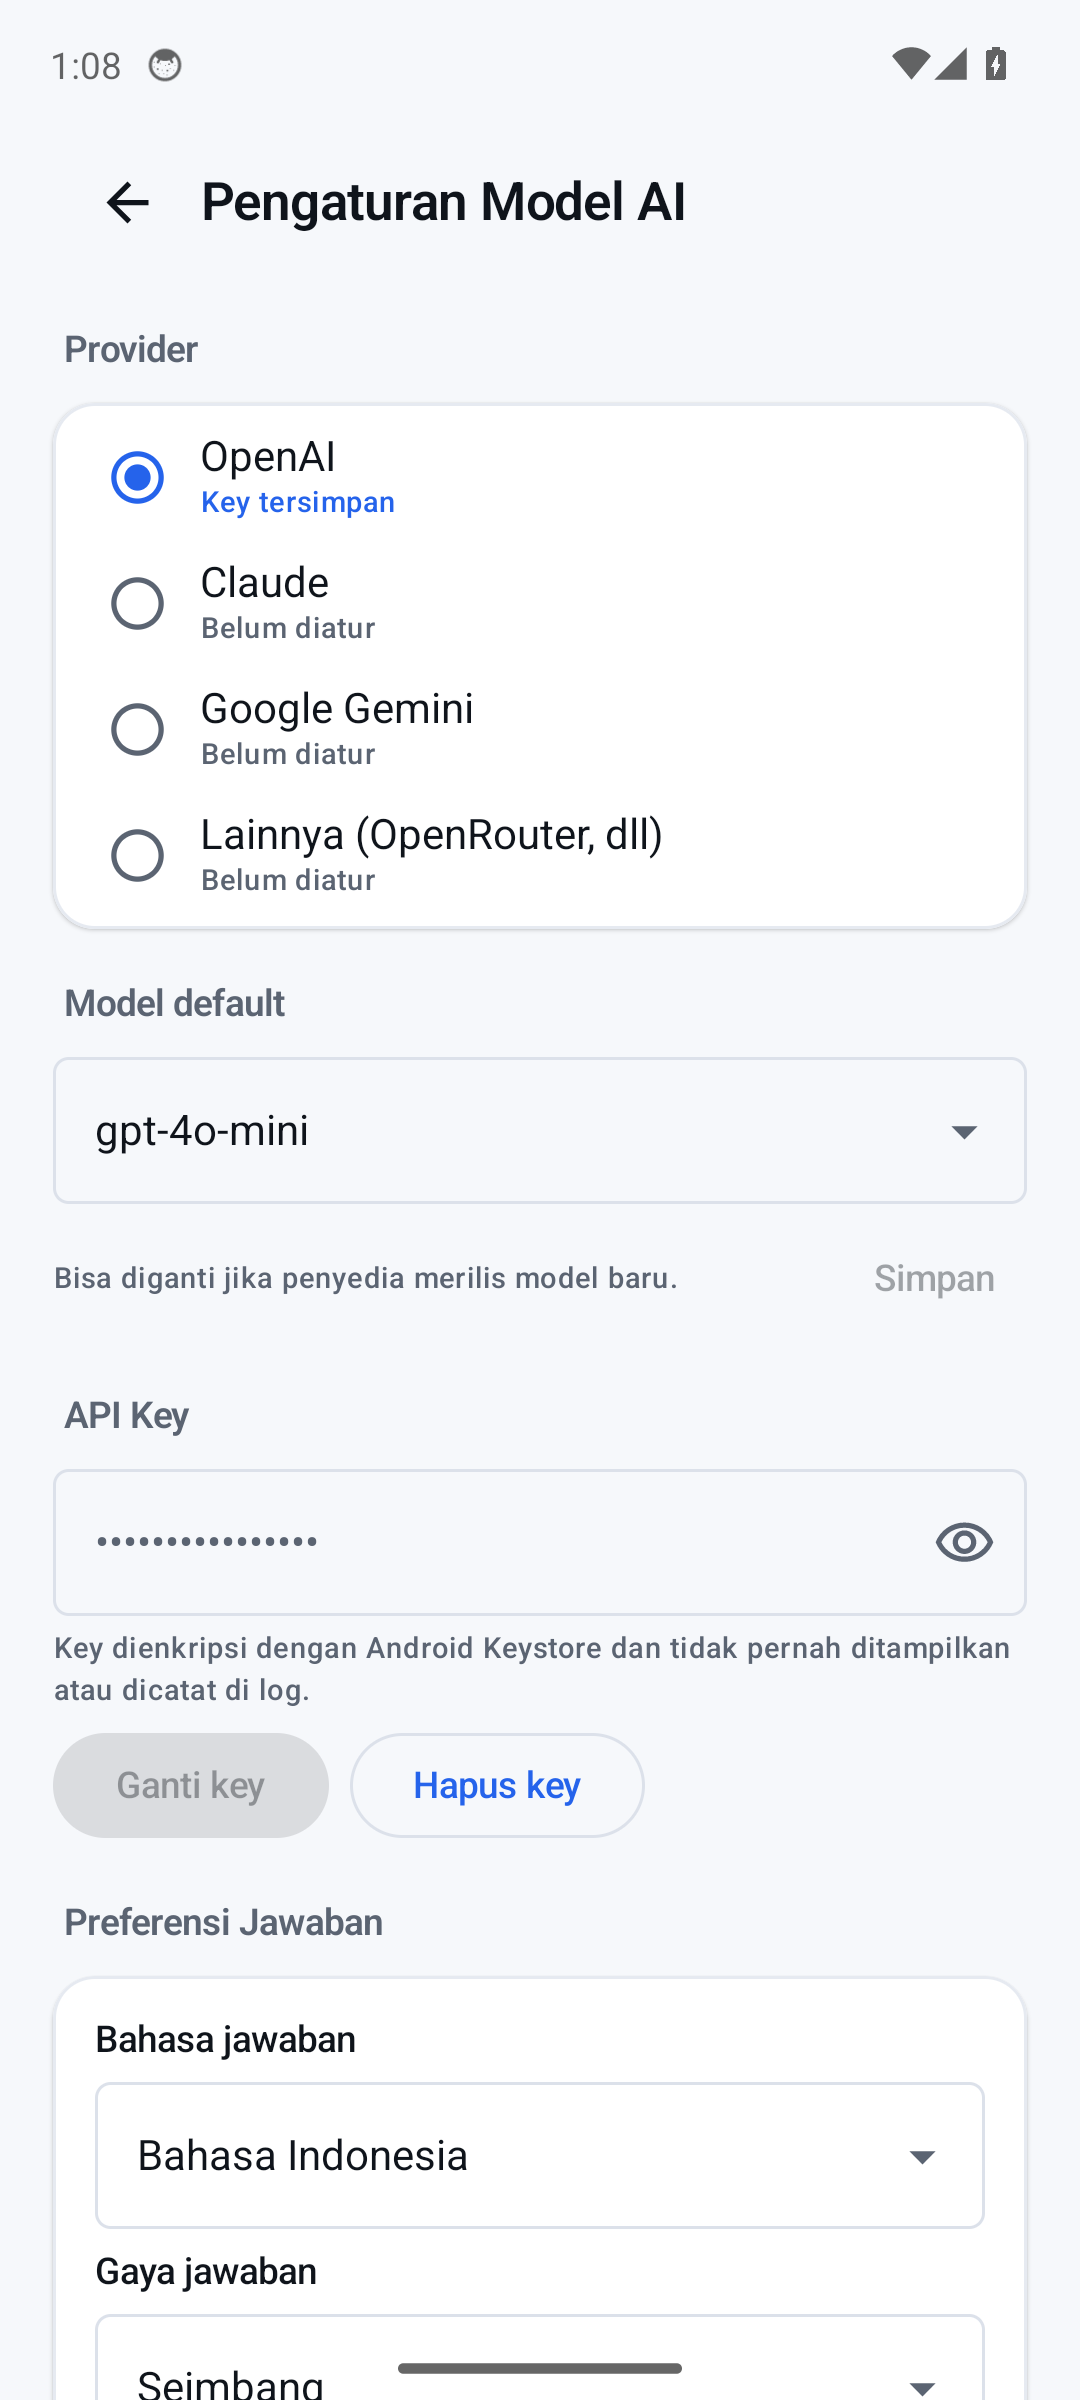 1:08
Pengaturan Model AI
Provider
OpenAI
Key tersimpan
Claude
Belum diatur
Google Gemini
Belum diatur
Lainnya (OpenRouter, dll)
Belum diatur
Model default
gpt-4o-mini
Bisa diganti jika penyedia merilis model baru.
Simpan
API Key
••••••••••••••••
Key dienkripsi dengan Android Keystore dan tidak pernah ditampilkan
atau dicatat di log.
Ganti key
Hapus key
Preferensi Jawaban
Bahasa jawaban
Bahasa Indonesia
Gaya jawaban
Seimbang